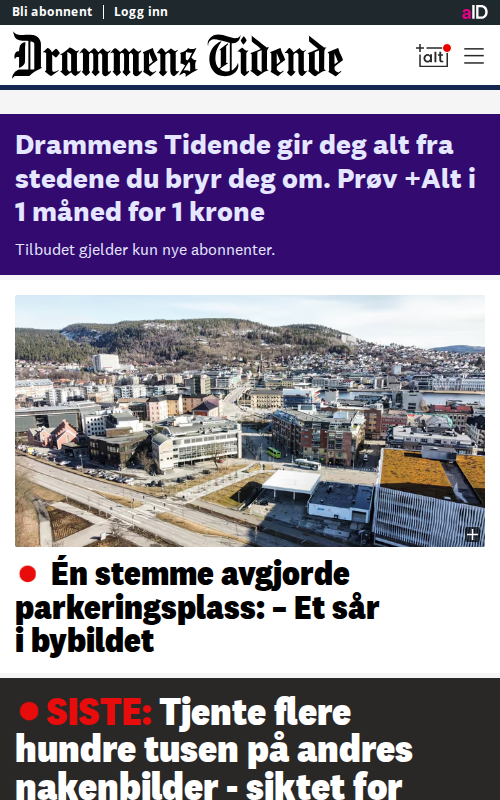 Bli abonnent
Logg inn
aID
Drammens Tidende
+alt
Drammens Tidende gir deg alt fra
stedene du bryr deg om. Prøv +Alt i
1 måned for 1 krone
Tilbudet gjelder kun nye abonnenter.
Én stemme avgjorde
parkeringsplass: – Et sår
i bybildet
SISTE: Tjente flere
hundre tusen på andres
nakenbilder - siktet for